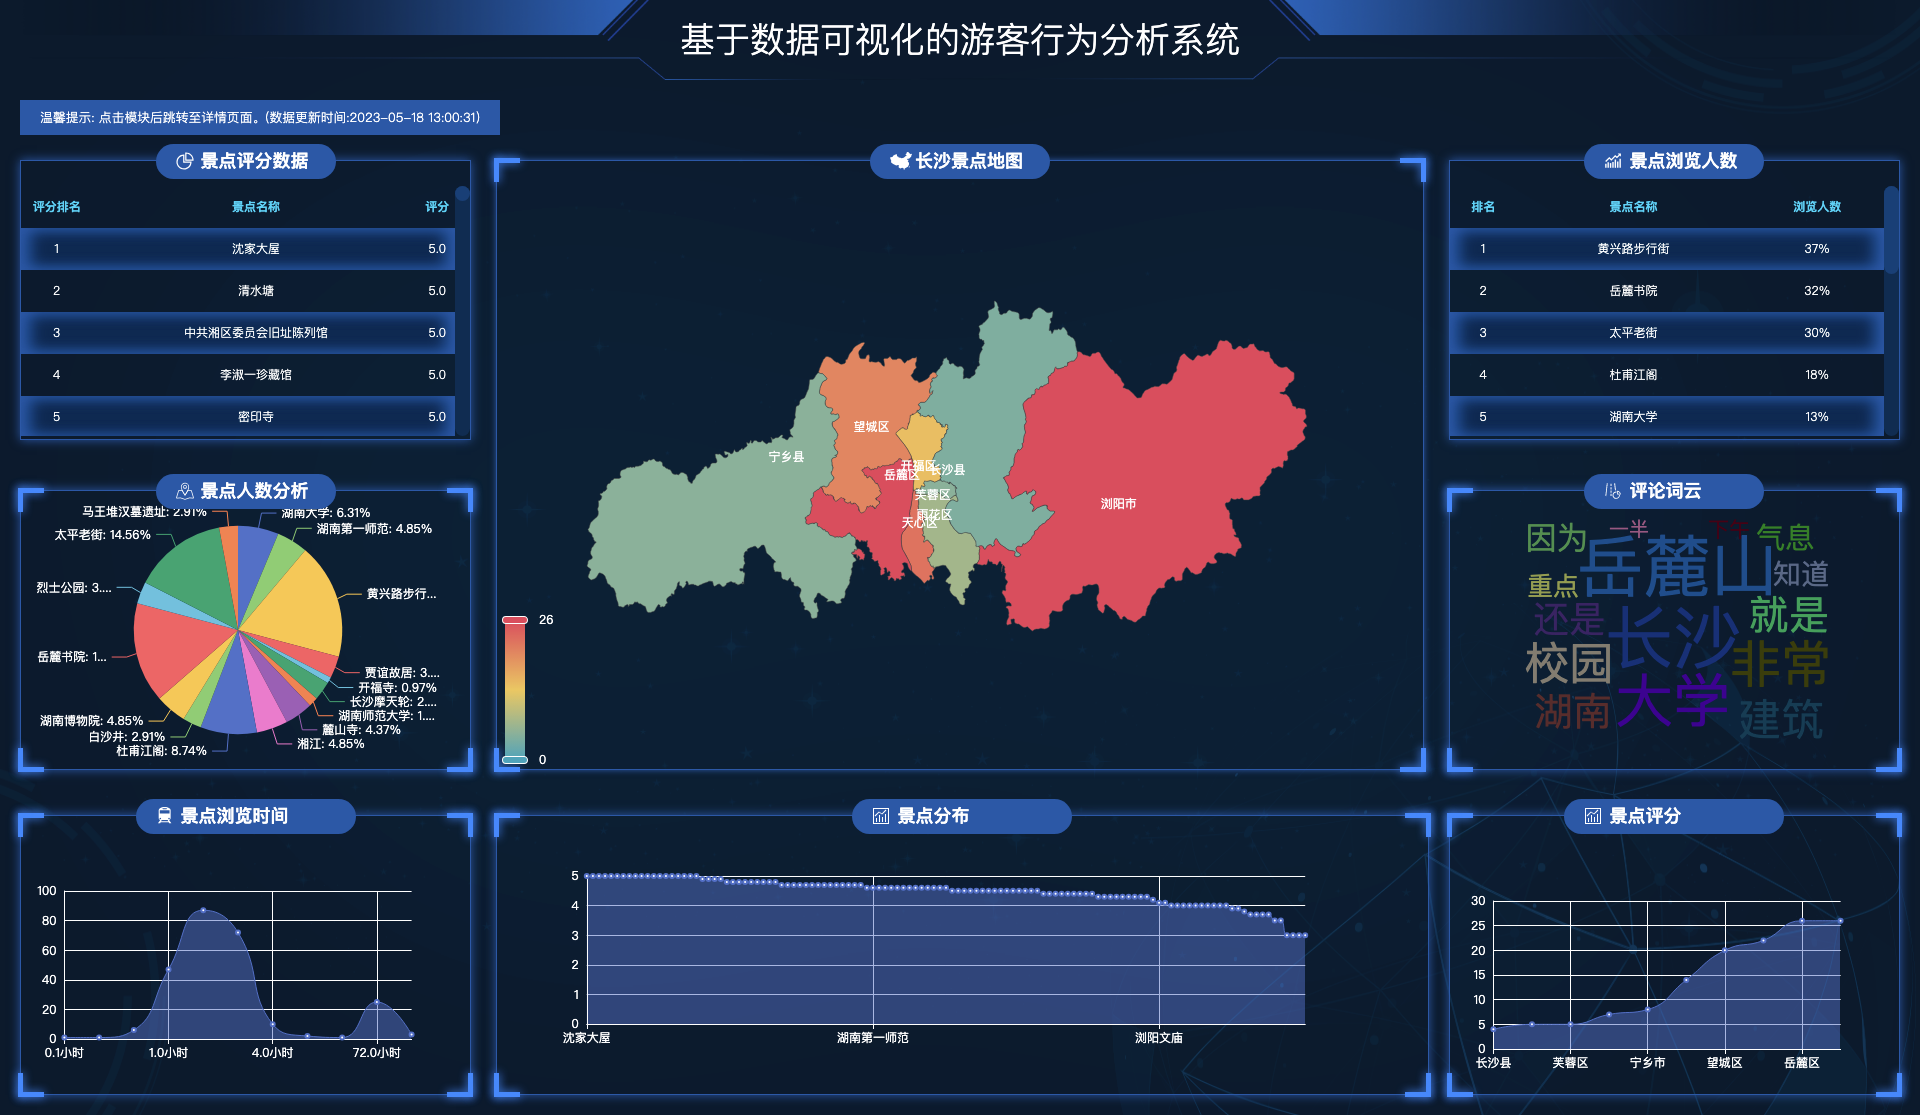 基于数据可视化的游客行为分析系统
温馨提示: 点击模块后跳转至详情页面。(数据更新时间:2023-05-18 13:00:31)
景点评分数据
评分排名 景点名称 评分
1 沈家大屋 5.0
2 清水塘 5.0
3 中共湘区委员会旧址陈列馆 5.0
4 李淑一珍藏馆 5.0
5 密印寺 5.0
长沙景点地图
望城区
宁乡县
开福区
长沙县
岳麓区
芙蓉区
雨花区
天心区
浏阳市
26
0
景点浏览人数
排名 景点名称 浏览人数
1 黄兴路步行街 37%
2 岳麓书院 32%
3 太平老街 30%
4 杜甫江阁 18%
5 湖南大学 13%
景点人数分析
马王堆汉墓遗址: 2.91%
湖南大学: 6.31%
太平老街: 14.56%
湖南第一师范: 4.85%
烈士公园: 3....
黄兴路步行...
岳麓书院: 1...
贾谊故居: 3....
开福寺: 0.97%
长沙摩天轮: 2....
湖南师范大学: 1....
湖南博物院: 4.85%
麓山寺: 4.37%
白沙井: 2.91%
湘江: 4.85%
杜甫江阁: 8.74%
评论词云
因为
一半
下午
气息
岳麓山
重点
知道
还是
长沙
就是
校园
非常
湖南
大学
建筑
景点浏览时间
100
80
60
40
20
0
0.1小时 1.0小时 4.0小时 72.0小时
景点分布
5
4
3
2
1
0
沈家大屋 湖南第一师范 浏阳文庙
景点评分
30
25
20
15
10
5
0
长沙县 芙蓉区 宁乡市 望城区 岳麓区